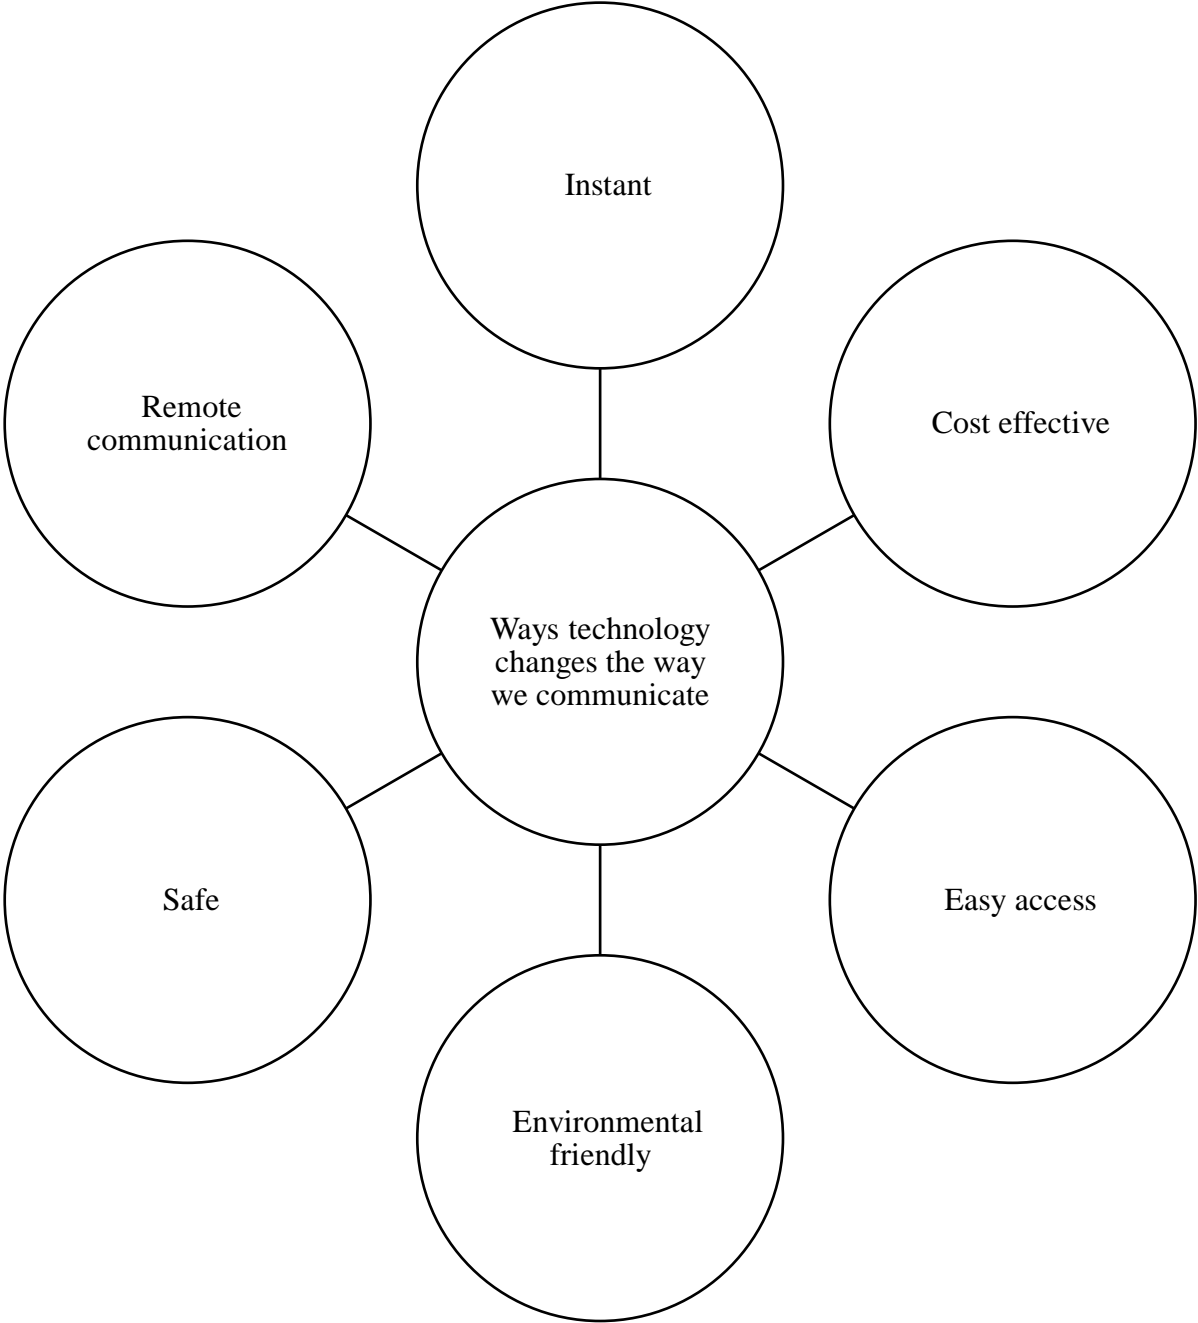 Instant
Remote
communication
Cost effective
Ways technology
changes the way
we communicate
Safe
Easy access
Environmental
friendly